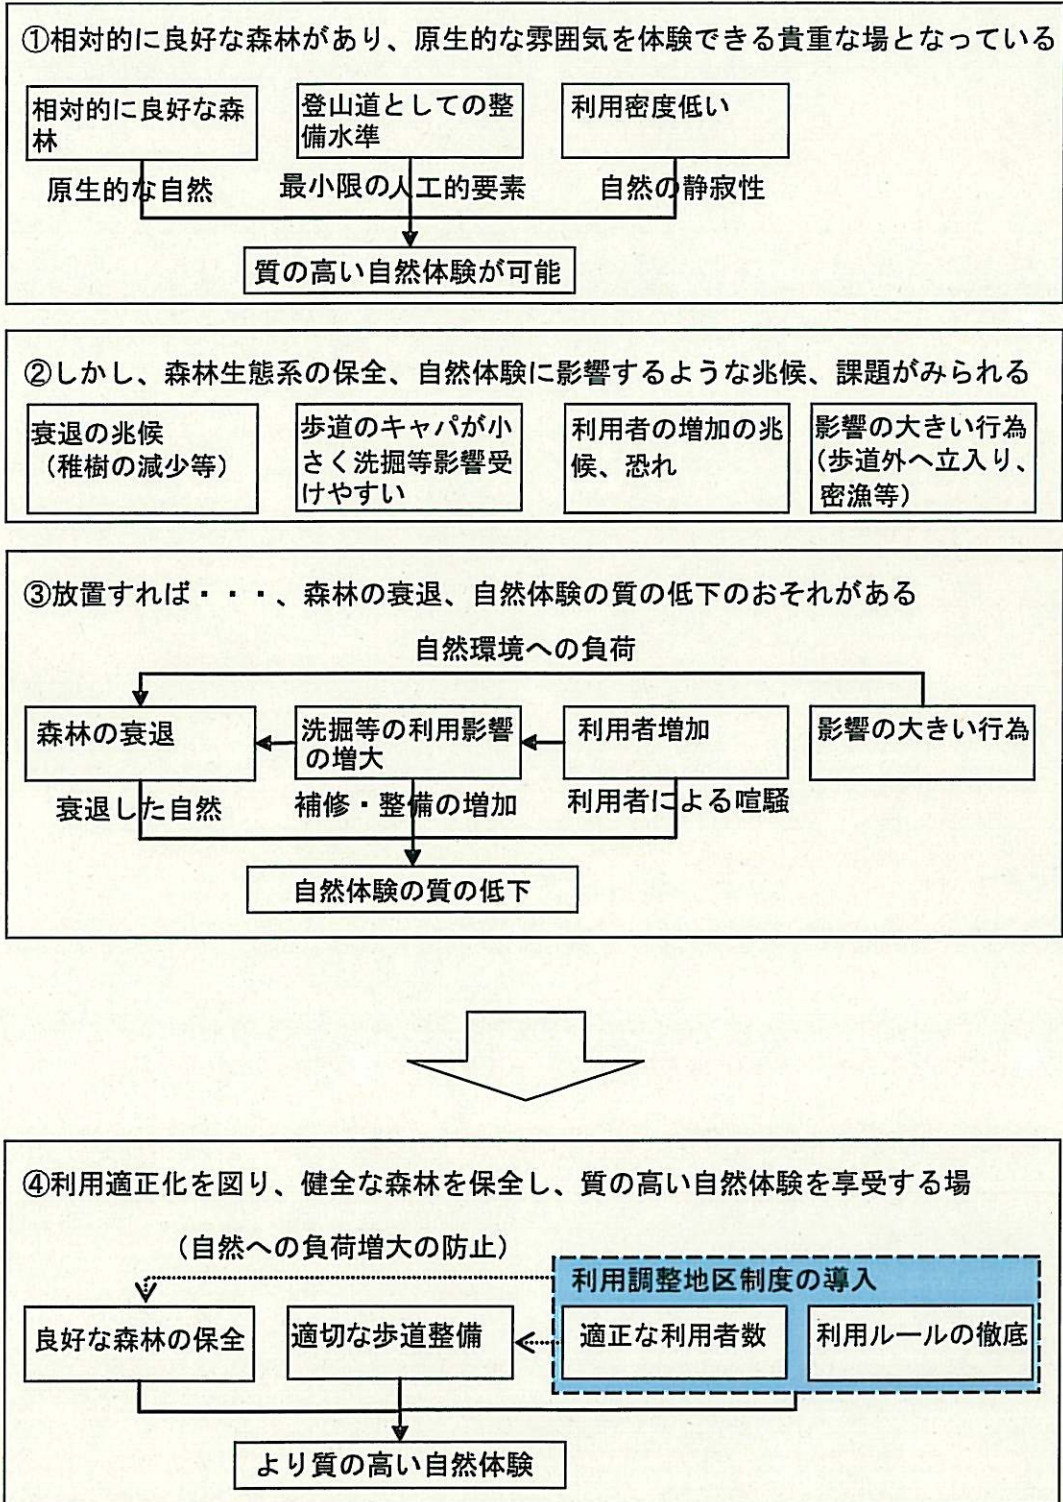 ①相対的に良好な森林があり、原生的な雰囲気を体験できる貴重な場となっている
相対的に良好な森
林
登山道としての整
備水準
利用密度低い
原生的な自然
最小限の人工的要素
自然の静寂性
質の高い自然体験が可能
②しかし、森林生態系の保全、自然体験に影響するような兆候、課題がみられる
衰退の兆候
（稚樹の減少等）
歩道のキャパが小
さく洗掘等影響受
けやすい
利用者の増加の兆
候、恐れ
影響の大きい行為
（歩道外へ立入り、
密漁等）
③放置すれば・・・、森林の衰退、自然体験の質の低下のおそれがある
自然環境への負荷
森林の衰退
洗掘等の利用影響
の増大
利用者増加
影響の大きい行為
衰退した自然
補修・整備の増加
利用者による喧騒
自然体験の質の低下
④利用適正化を図り、健全な森林を保全し、質の高い自然体験を享受する場
（自然への負荷増大の防止）
利用調整地区制度の導入
良好な森林の保全
適切な歩道整備
適正な利用者数
利用ルールの徹底
より質の高い自然体験